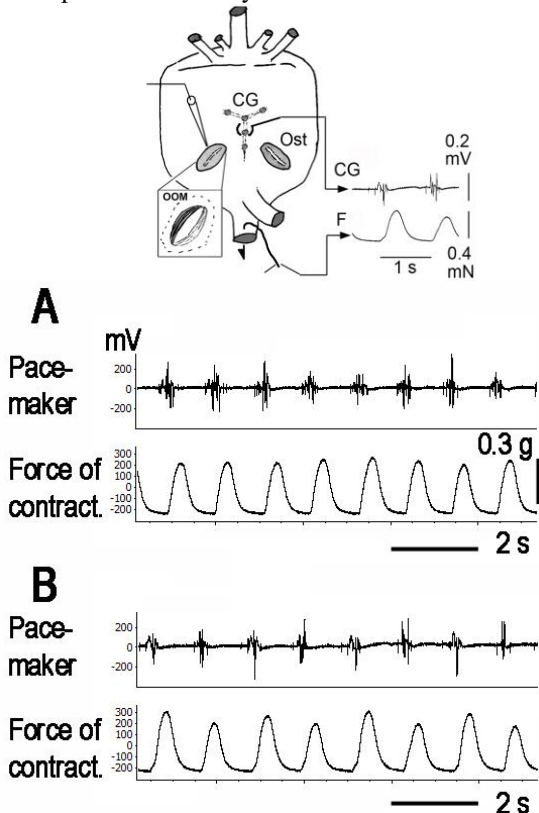 CG
Ost
OOM
0.2
mV
CG
F
1 s
0.4
mN
A
mV
Pace-
maker
200
0
-200
Force of
contract.
300
200
100
0
-100
-200
0.3 g
2 s
B
Pace-
maker
200
0
-200
Force of
contract.
300
200
100
0
-100
-200
2 s